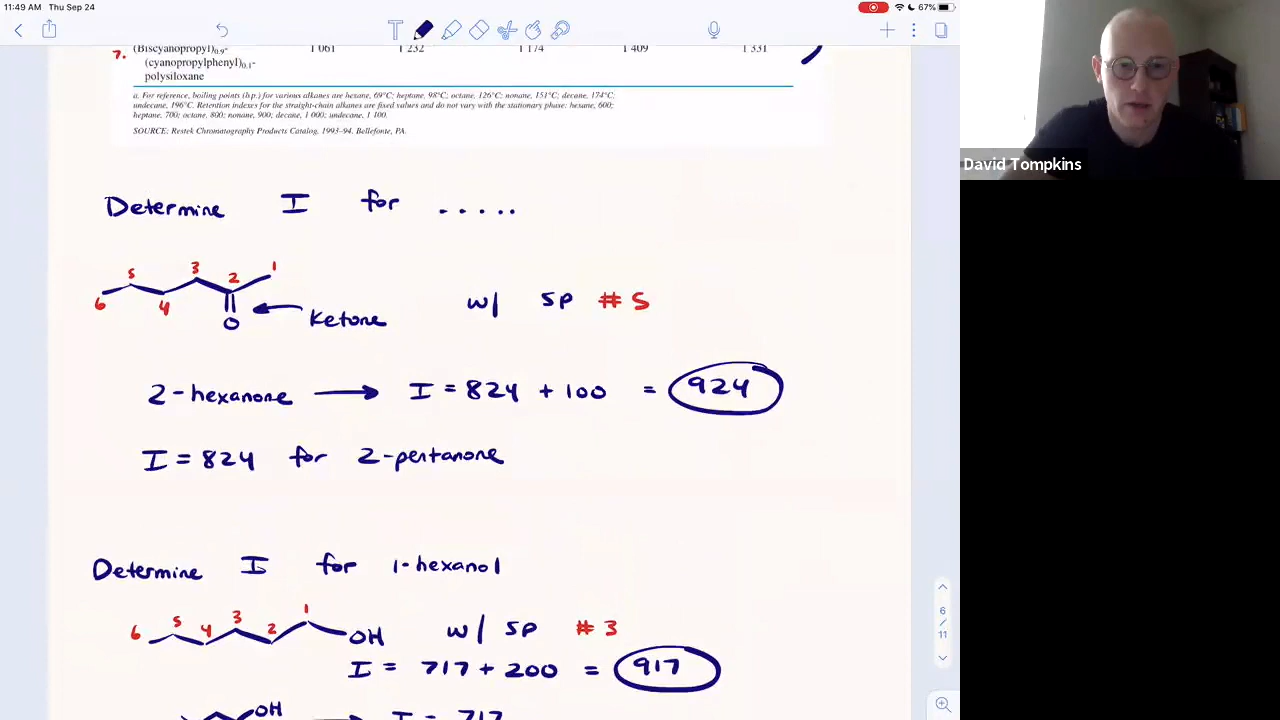 11:49 AM Thu Sep 24
67%
(Biscyanopropyl)0.9-
7.
1 061 1 232 1 174 1 409 1 331
(cyanopropylphenyl)0.1-
polysiloxane
a. For reference, boiling points (b.p.) for various alkanes are hexane, 69°C; heptane, 98°C; octane, 126°C; nonane, 151°C; decane, 174°C;
undecane, 196°C. Retention indexes for the straight-chain alkanes are fixed values and do not vary with the stationary phase: hexane, 600;
heptane, 700; octane, 800; nonane, 900; decane, 1 000; undecane, 1 100.
SOURCE: Restek Chromatography Products Catalog, 1993-94. Bellefonte, PA.
David Tompkins
Determine I for .....
6 5 4 3 2 1
O
Ketone
w/ SP #5
2-hexanone → I = 824 + 100 = 924
I = 824 for 2-pentanone
Determine I for 1-hexanol
6 5 4 3 2 1
OH
w/ SP #3
I = 717 + 200 = 917
OH → I = 717
6
/
11